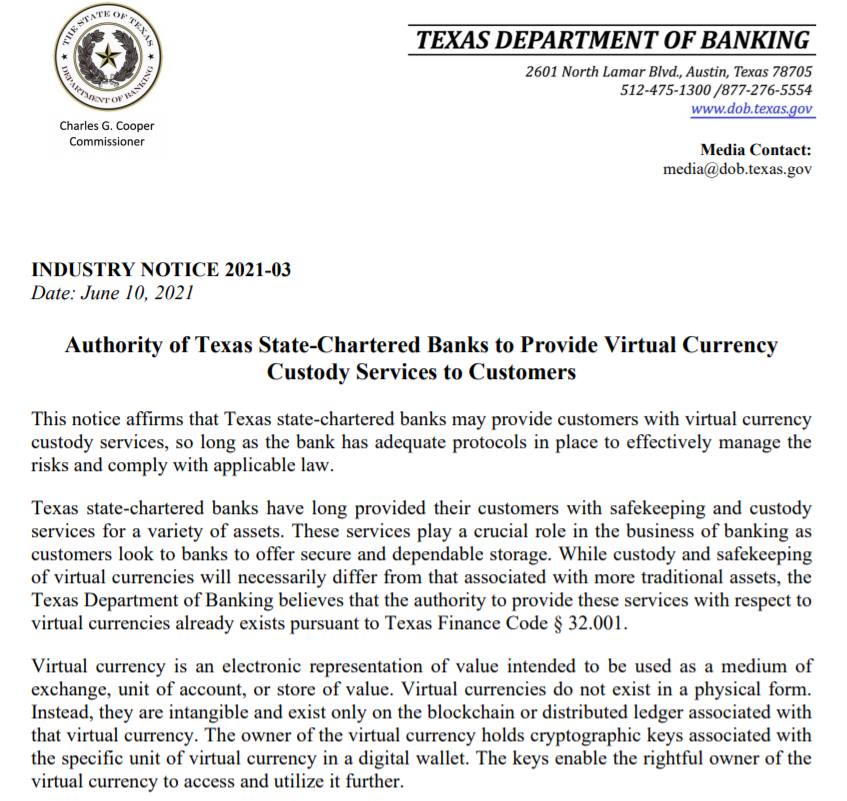 THE STATE OF TEXAS
DEPARTMENT OF BANKING
Charles G. Cooper
Commissioner
TEXAS DEPARTMENT OF BANKING
2601 North Lamar Blvd., Austin, Texas 78705
512-475-1300 /877-276-5554
www.dob.texas.gov
Media Contact:
media@dob.texas.gov
INDUSTRY NOTICE 2021-03
Date: June 10, 2021
Authority of Texas State-Chartered Banks to Provide Virtual Currency
Custody Services to Customers
This notice affirms that Texas state-chartered banks may provide customers with virtual currency
custody services, so long as the bank has adequate protocols in place to effectively manage the
risks and comply with applicable law.
Texas state-chartered banks have long provided their customers with safekeeping and custody
services for a variety of assets. These services play a crucial role in the business of banking as
customers look to banks to offer secure and dependable storage. While custody and safekeeping
of virtual currencies will necessarily differ from that associated with more traditional assets, the
Texas Department of Banking believes that the authority to provide these services with respect to
virtual currencies already exists pursuant to Texas Finance Code § 32.001.
Virtual currency is an electronic representation of value intended to be used as a medium of
exchange, unit of account, or store of value. Virtual currencies do not exist in a physical form.
Instead, they are intangible and exist only on the blockchain or distributed ledger associated with
that virtual currency. The owner of the virtual currency holds cryptographic keys associated with
the specific unit of virtual currency in a digital wallet. The keys enable the rightful owner of the
virtual currency to access and utilize it further.